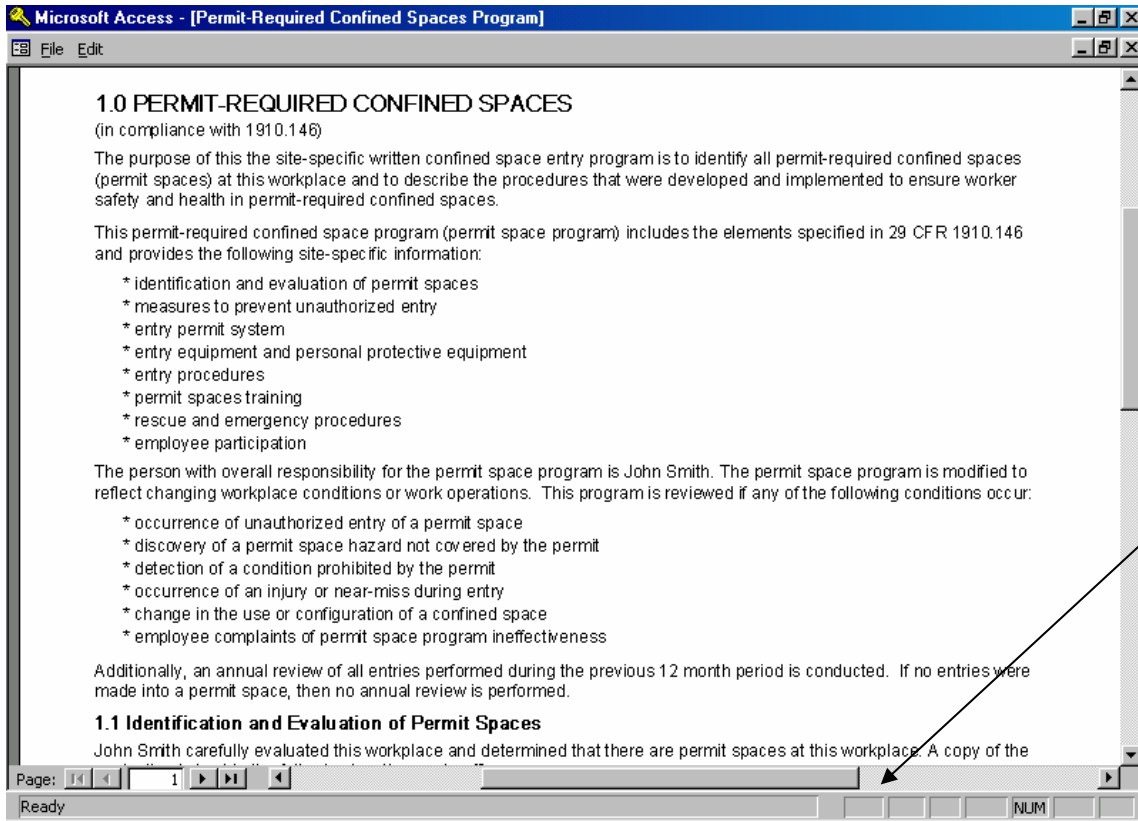 Microsoft Access - [Permit-Required Confined Spaces Program]
File Edit
1.0 PERMIT-REQUIRED CONFINED SPACES
(in compliance with 1910.146)
The purpose of this the site-specific written confined space entry program is to identify all permit-required confined spaces
(permit spaces) at this workplace and to describe the procedures that were developed and implemented to ensure worker
safety and health in permit-required confined spaces.
This permit-required confined space program (permit space program) includes the elements specified in 29 CFR 1910.146
and provides the following site-specific information:
* identification and evaluation of permit spaces
* measures to prevent unauthorized entry
* entry permit system
* entry equipment and personal protective equipment
* entry procedures
* permit spaces training
* rescue and emergency procedures
* employee participation
The person with overall responsibility for the permit space program is John Smith. The permit space program is modified to
reflect changing workplace conditions or work operations.  This program is reviewed if any of the following conditions occur:
* occurrence of unauthorized entry of a permit space
* discovery of a permit space hazard not covered by the permit
* detection of a condition prohibited by the permit
* occurrence of an injury or near-miss during entry
* change in the use or configuration of a confined space
* employee complaints of permit space program ineffectiveness
Additionally, an annual review of all entries performed during the previous 12 month period is conducted.  If no entries were
made into a permit space, then no annual review is performed.
1.1 Identification and Evaluation of Permit Spaces
John Smith carefully evaluated this workplace and determined that there are permit spaces at this workplace. A copy of the
Page: 1
Ready NUM